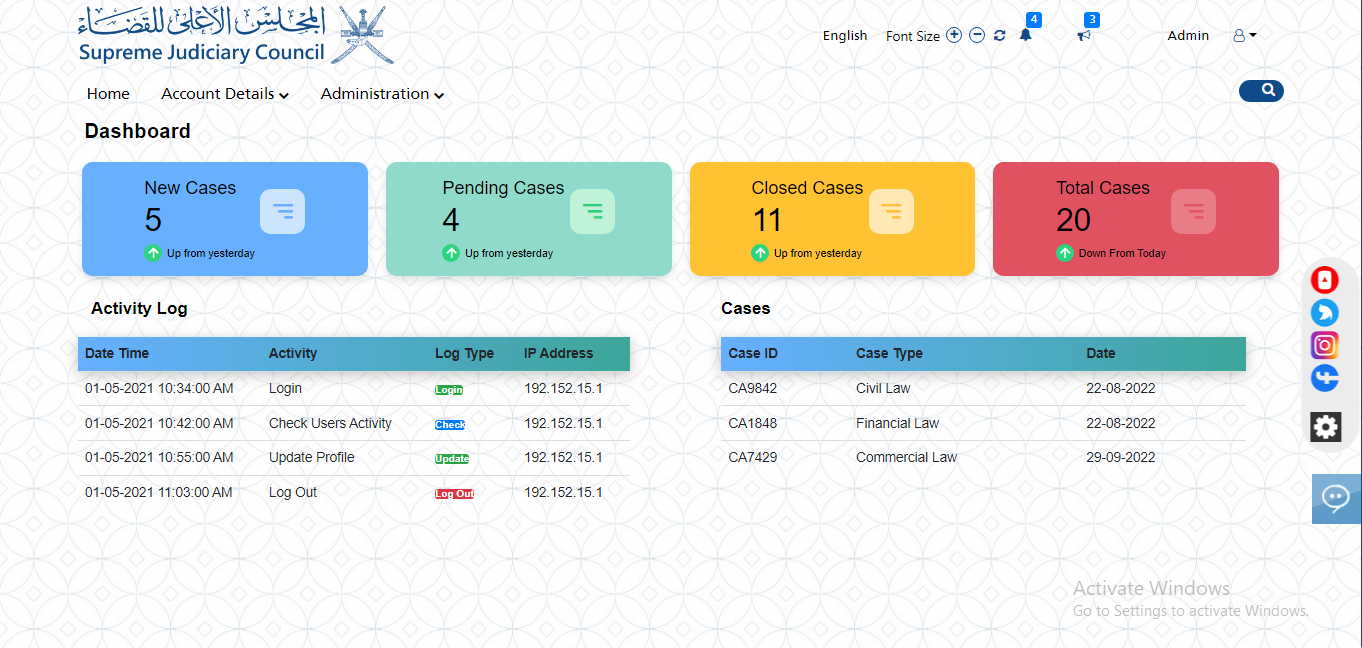 المجلس الأعلى للقضاء
Supreme Judiciary Council
English Font Size 4 3 Admin
Home Account Details Administration
Dashboard
New Cases Pending Cases Closed Cases Total Cases
5 4 11 20
Up from yesterday Up from yesterday Up from yesterday Down From Today
Activity Log Cases
Date Time Activity Log Type IP Address Case ID Case Type Date
01-05-2021 10:34:00 AM Login Login 192.152.15.1 CA9842 Civil Law 22-08-2022
01-05-2021 10:42:00 AM Check Users Activity Check 192.152.15.1 CA1848 Financial Law 22-08-2022
01-05-2021 10:55:00 AM Update Profile Update 192.152.15.1 CA7429 Commercial Law 29-09-2022
01-05-2021 11:03:00 AM Log Out Log Out 192.152.15.1
Activate Windows
Go to Settings to activate Windows.